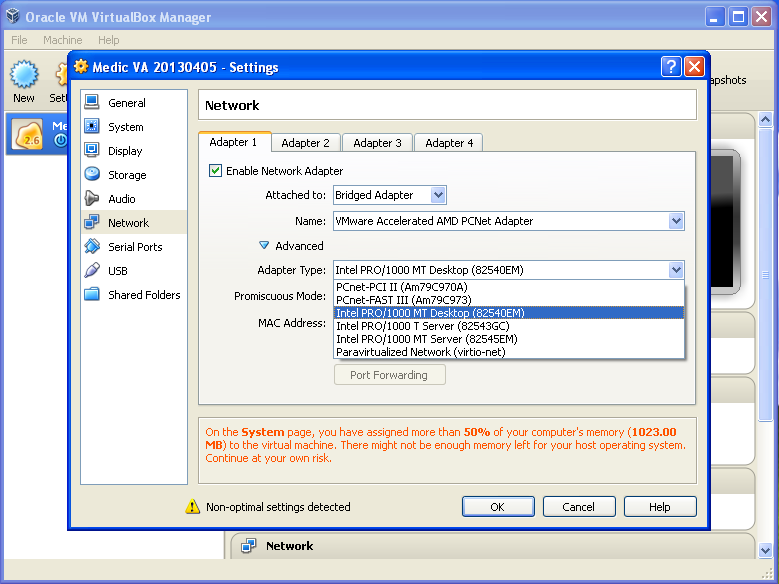 Oracle VM VirtualBox Manager
File Machine Help
New
Medic VA 20130405 - Settings
General
System
Display
Storage
Audio
Network
Serial Ports
USB
Shared Folders
Network
Adapter 1 Adapter 2 Adapter 3 Adapter 4
Enable Network Adapter
Attached to: Bridged Adapter
Name: VMware Accelerated AMD PCNet Adapter
Advanced
Adapter Type: Intel PRO/1000 MT Desktop (82540EM)
PCnet-PCI II (Am79C970A)
PCnet-FAST III (Am79C973)
Intel PRO/1000 MT Desktop (82540EM)
Intel PRO/1000 T Server (82543GC)
Intel PRO/1000 MT Server (82545EM)
Paravirtualized Network (virtio-net)
Promiscuous Mode:
MAC Address:
Port Forwarding
On the System page, you have assigned more than 50% of your computer's memory (1023.00
MB) to the virtual machine. There might not be enough memory left for your host operating system.
Continue at your own risk.
Non-optimal settings detected
OK Cancel Help
2.6
Network